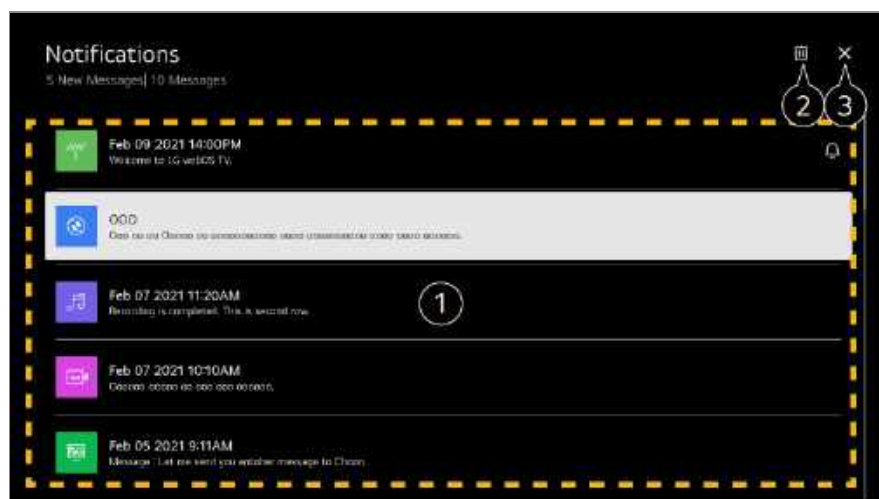 Notifications
5 New Messages| 10 Messages
2 3
Feb 09 2021 14:00PM
Welcome to LG webOS TV.
OOO
Feb 07 2021 11:20AM
Recording is completed. This is second row.
1
Feb 07 2021 10:10AM
Feb 05 2021 9:11AM
Message : Let me send you another message to Choon